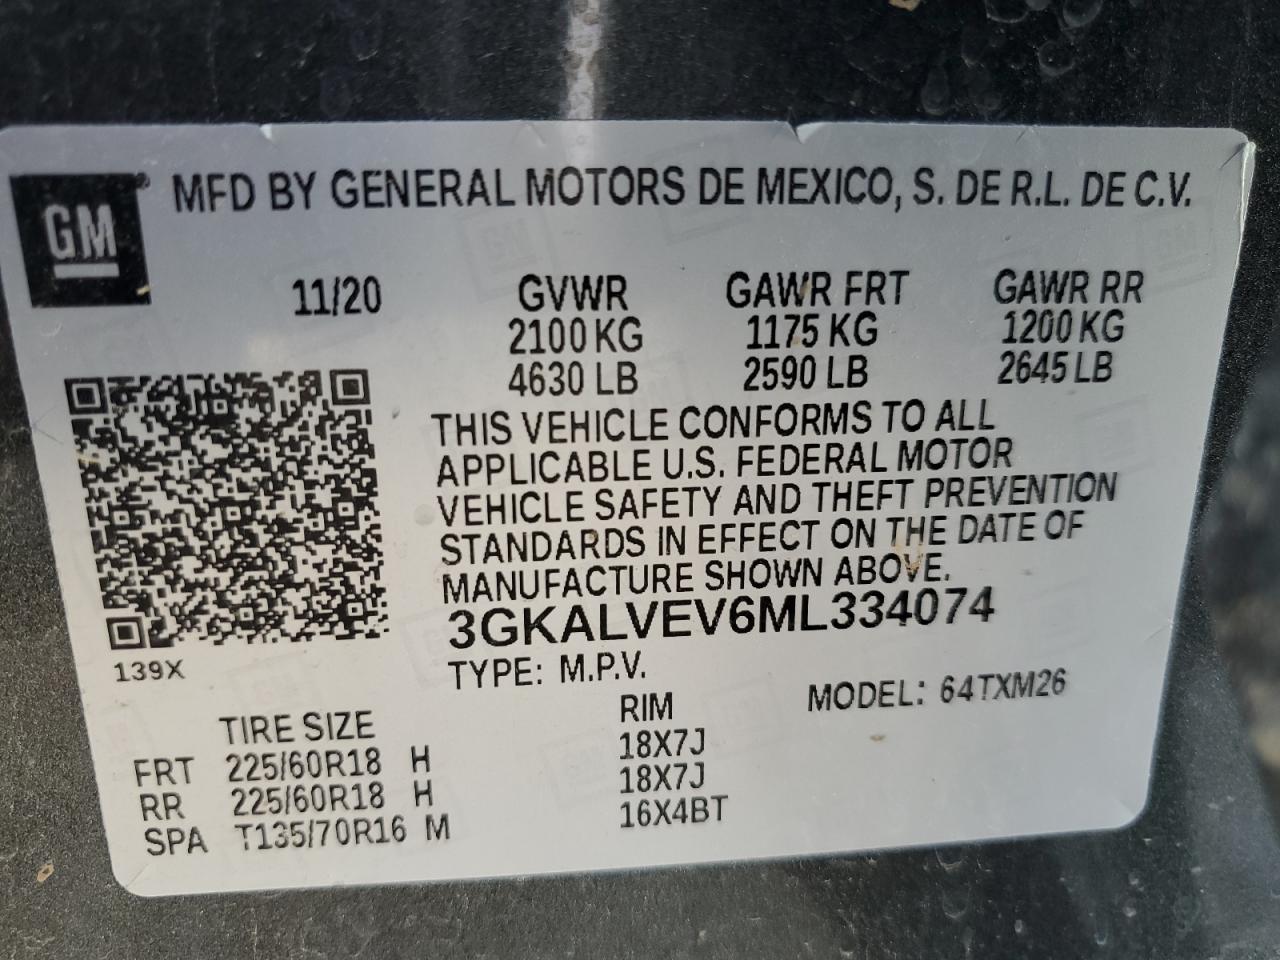 GM® MFD BY GENERAL MOTORS DE MEXICO, S. DE R.L. DE C.V.
11/20 GVWR GAWR FRT GAWR RR
2100 KG 1175 KG 1200 KG
4630 LB 2590 LB 2645 LB
THIS VEHICLE CONFORMS TO ALL
APPLICABLE U.S. FEDERAL MOTOR
VEHICLE SAFETY AND THEFT PREVENTION
STANDARDS IN EFFECT ON THE DATE OF
MANUFACTURE SHOWN ABOVE.
3GKALVEV6ML334074
139X TYPE: M.P.V. MODEL: 64TXM26
TIRE SIZE RIM
FRT 225/60R18 H 18X7J
RR 225/60R18 H 18X7J
SPA T135/70R16 M 16X4BT